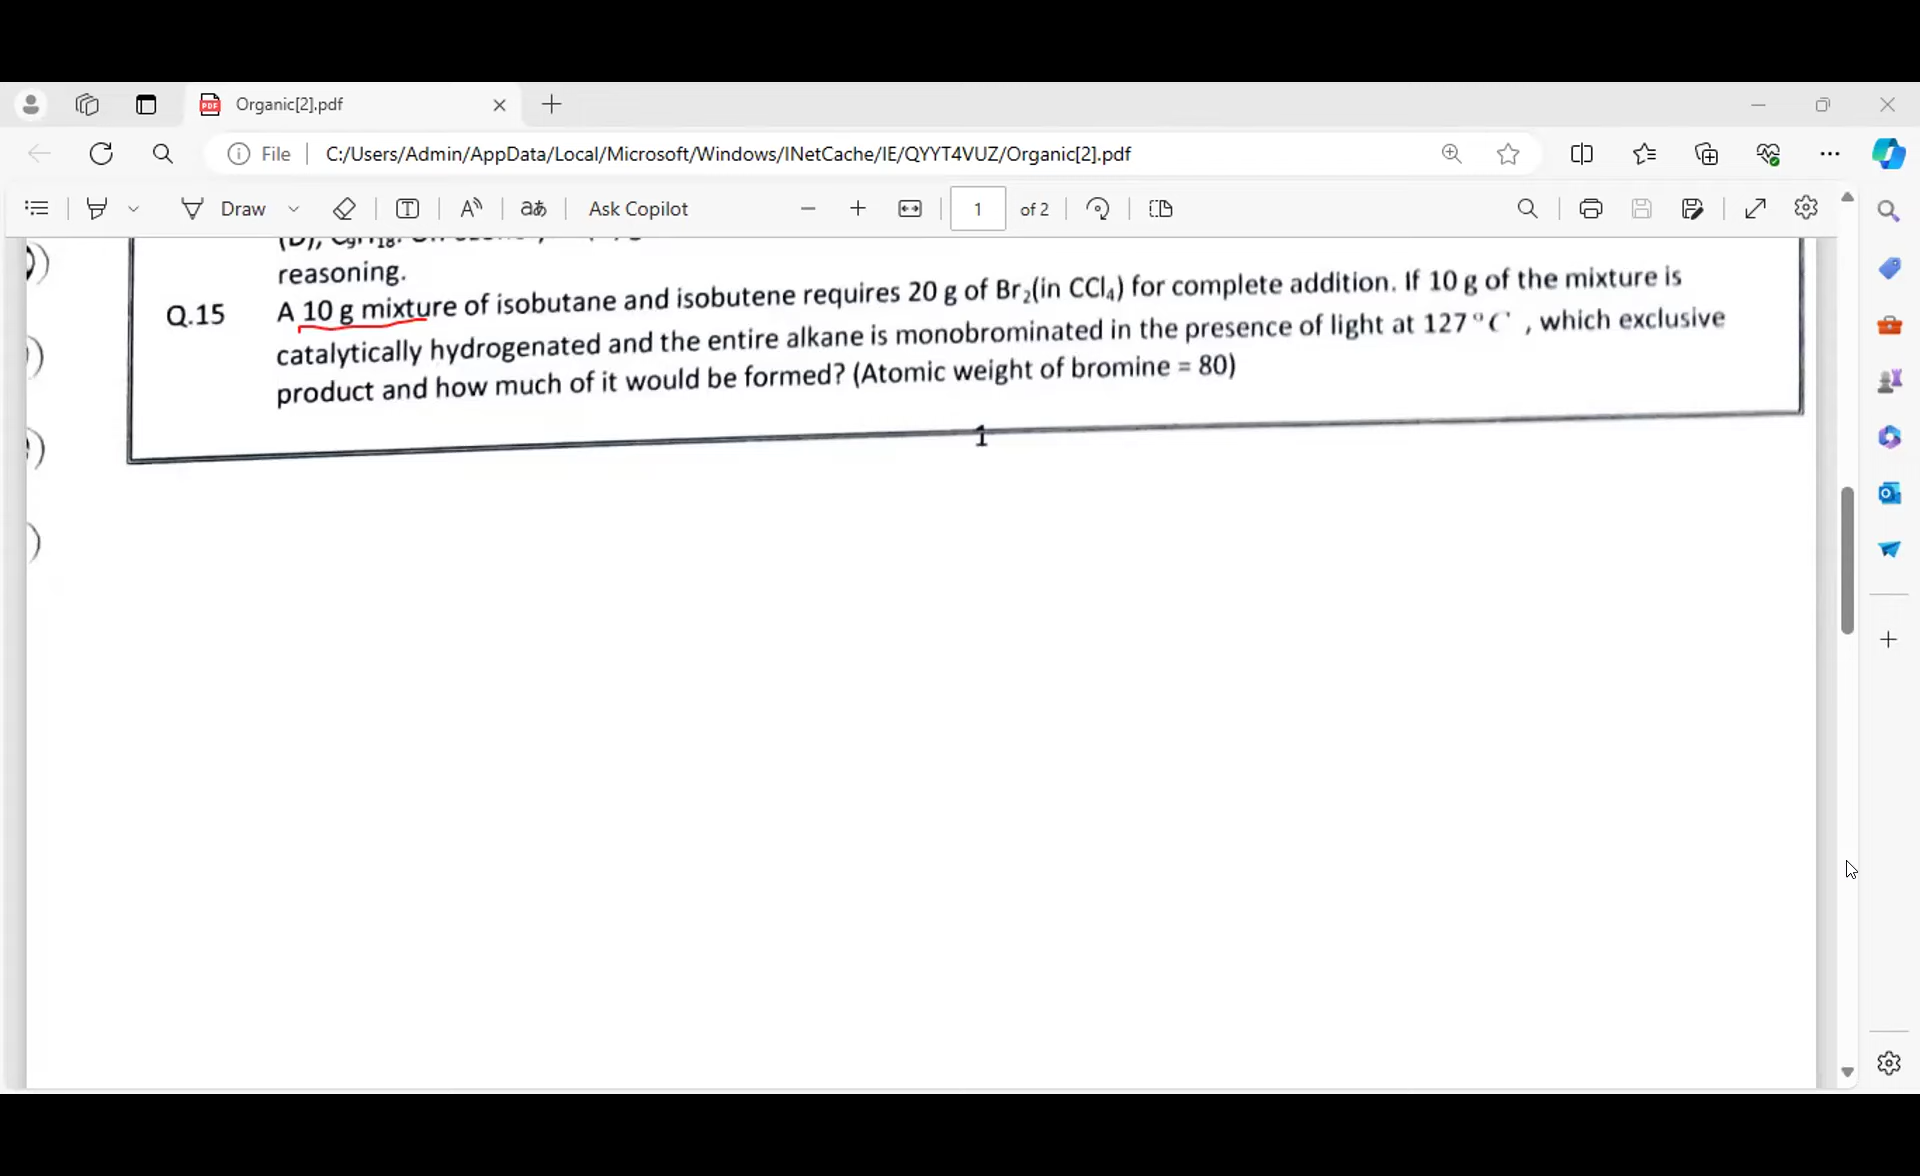 Organic[2].pdf
File
C:/Users/Admin/AppData/Local/Microsoft/Windows/INetCache/IE/QYYT4VUZ/Organic[2].pdf
Draw
Ask Copilot
1
of 2
reasoning.
Q.15 A 10 g mixture of isobutane and isobutene requires 20 g of Br₂(in CCl₄) for complete addition. If 10 g of the mixture is
catalytically hydrogenated and the entire alkane is monobrominated in the presence of light at 127°C , which exclusive
product and how much of it would be formed? (Atomic weight of bromine = 80)
1